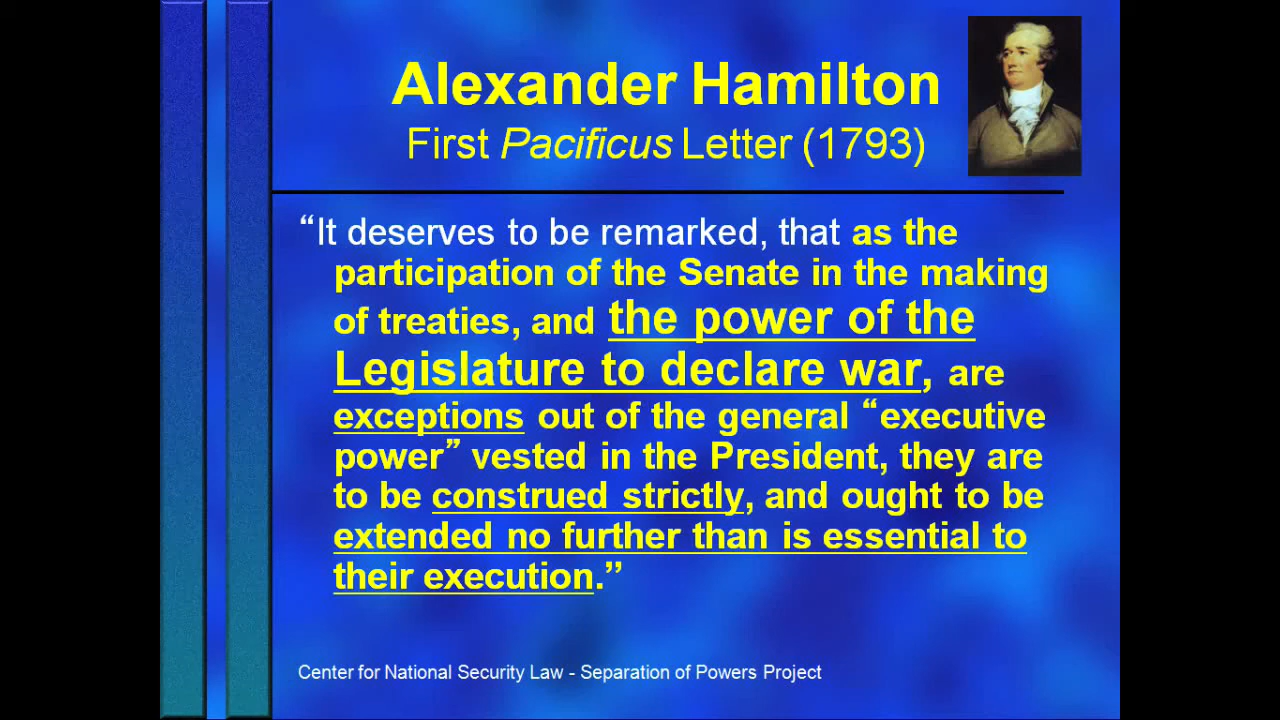 Alexander Hamilton
First Pacificus Letter (1793)
“It deserves to be remarked, that as the
participation of the Senate in the making
of treaties, and the power of the
Legislature to declare war, are
exceptions out of the general “executive
power” vested in the President, they are
to be construed strictly, and ought to be
extended no further than is essential to
their execution.”
Center for National Security Law - Separation of Powers Project